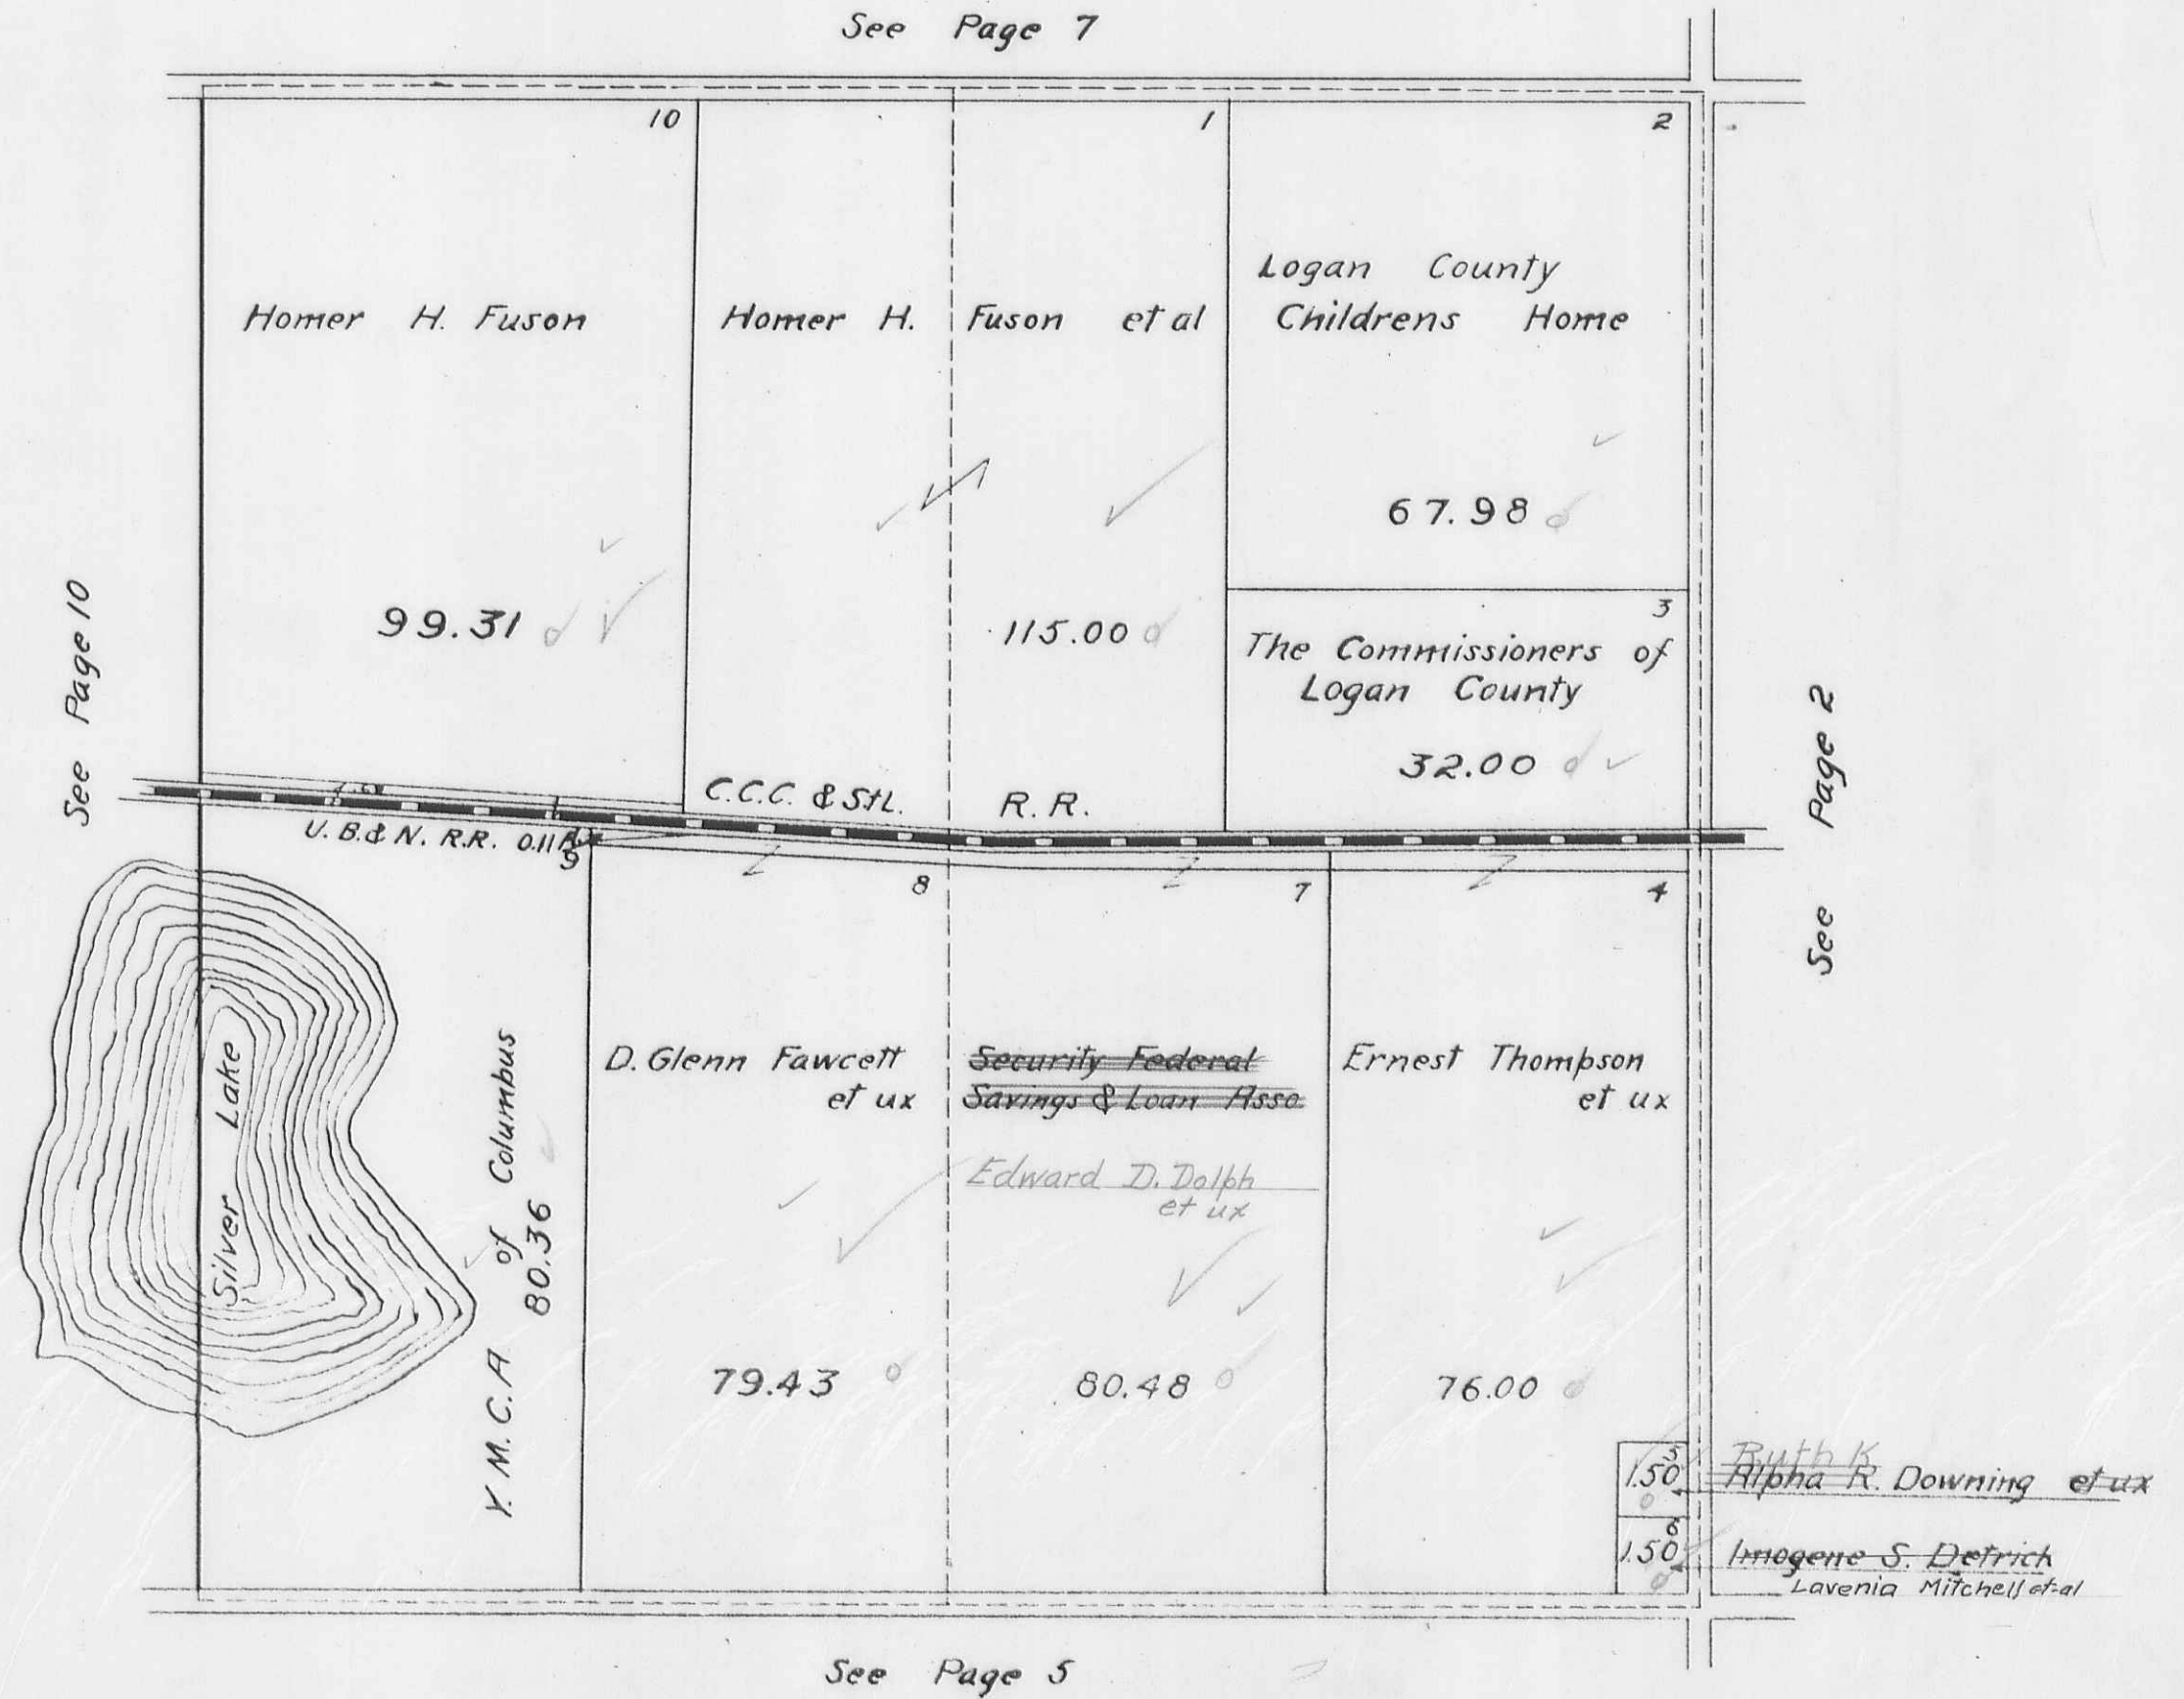 See Page 7
10
1
2
Homer H. Fuson
Homer H. Fuson et al
Logan County
Childrens Home
67.98
99.31
115.00
3
The Commissioners of
Logan County
32.00
See Page 10
See Page 2
C.C.C. & StL. R. R.
U. B. & N. R.R. 0.11 A
9
8
7
4
Silver Lake
Y. M. C. A of Columbus
80.36
D. Glenn Fawcett
et ux
Security Federal
Savings & Loan Asso
Edward D. Dolph
et ux
Ernest Thompson
et ux
79.43
80.48
76.00
5
1.50
Ruth K
Alpha R. Downing et ux
6
1.50
Imogene S. Detrich
Lavenia Mitchell et-al
See Page 5